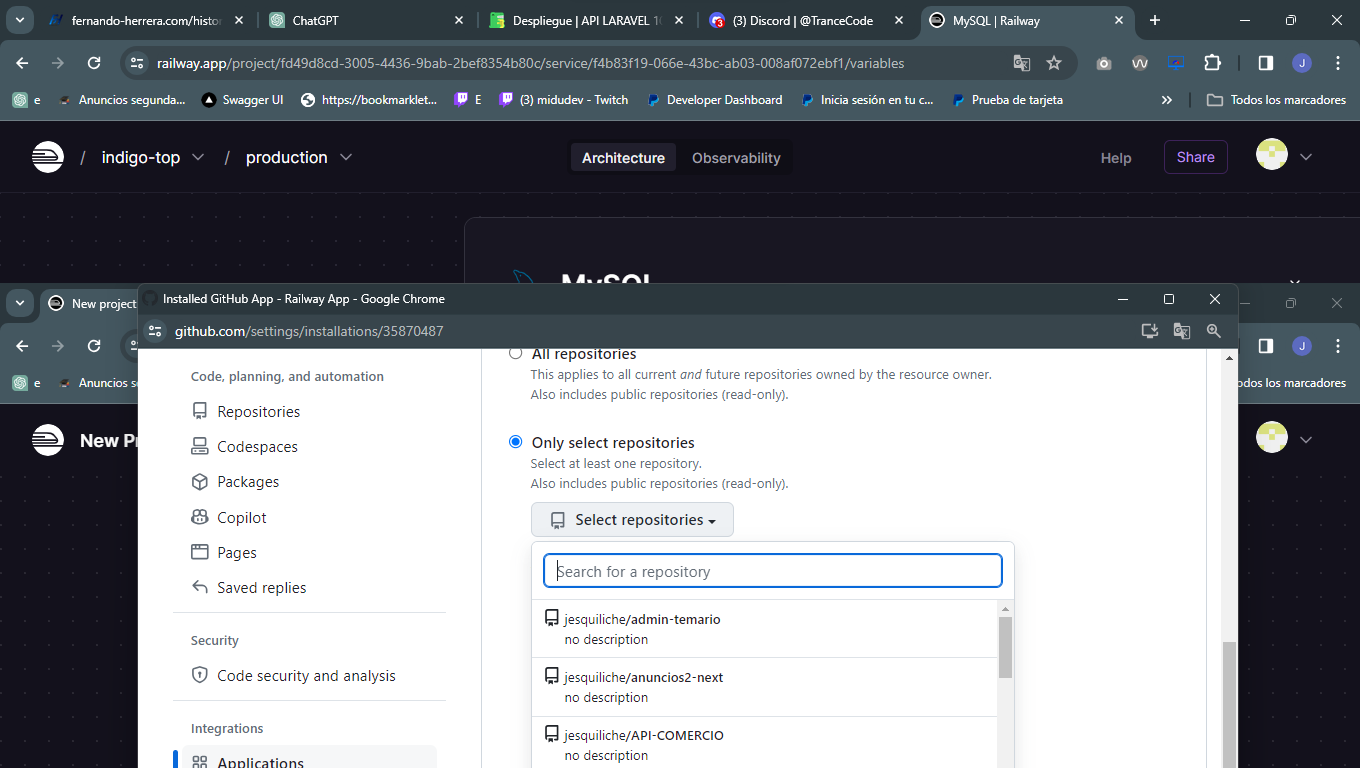 fernando-herrera.com/histor
ChatGPT
Despliegue | API LARAVEL 10
(3) Discord | @TranceCode
MySQL | Railway
railway.app/project/fd49d8cd-3005-4436-9bab-2bef8354b80c/service/f4b83f19-066e-43bc-ab03-008af072ebf1/variables
J
e
Anuncios segunda...
Swagger UI
https://bookmarklet...
E
(3) midudev - Twitch
Developer Dashboard
Inicia sesión en tu c...
Prueba de tarjeta
Todos los marcadores
/ indigo-top / production
Architecture
Observability
Help
Share
MySQL
New project
Installed GitHub App - Railway App - Google Chrome
github.com/settings/installations/35870487
J
e
Anuncios s
odos los marcadores
New Pr
Code, planning, and automation
Repositories
Codespaces
Packages
Copilot
Pages
Saved replies
Security
Code security and analysis
Integrations
Applications
All repositories
This applies to all current and future repositories owned by the resource owner.
Also includes public repositories (read-only).
Only select repositories
Select at least one repository.
Also includes public repositories (read-only).
Select repositories
Search for a repository
jesquiliche/admin-temario
no description
jesquiliche/anuncios2-next
no description
jesquiliche/API-COMERCIO
no description